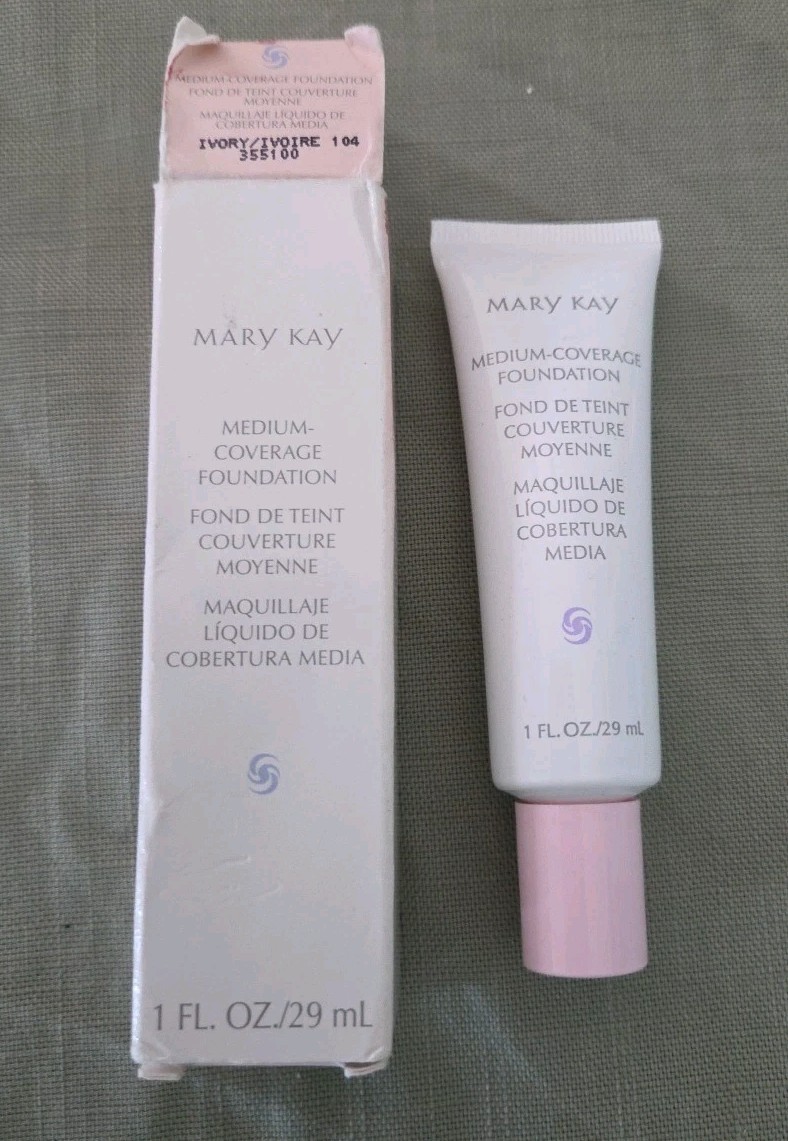 MEDIUM-COVERAGE FOUNDATION
FOND DE TEINT COUVERTURE
MOYENNE
MAQUILLAJE LÍQUIDO DE
COBERTURA MEDIA
IVORY/IVOIRE 104
355100
MARY KAY
MEDIUM-
COVERAGE
FOUNDATION
FOND DE TEINT
COUVERTURE
MOYENNE
MAQUILLAJE
LÍQUIDO DE
COBERTURA MEDIA
1 FL. OZ./29 mL
MARY KAY
MEDIUM-COVERAGE
FOUNDATION
FOND DE TEINT
COUVERTURE
MOYENNE
MAQUILLAJE
LÍQUIDO DE
COBERTURA
MEDIA
1 FL. OZ./29 mL